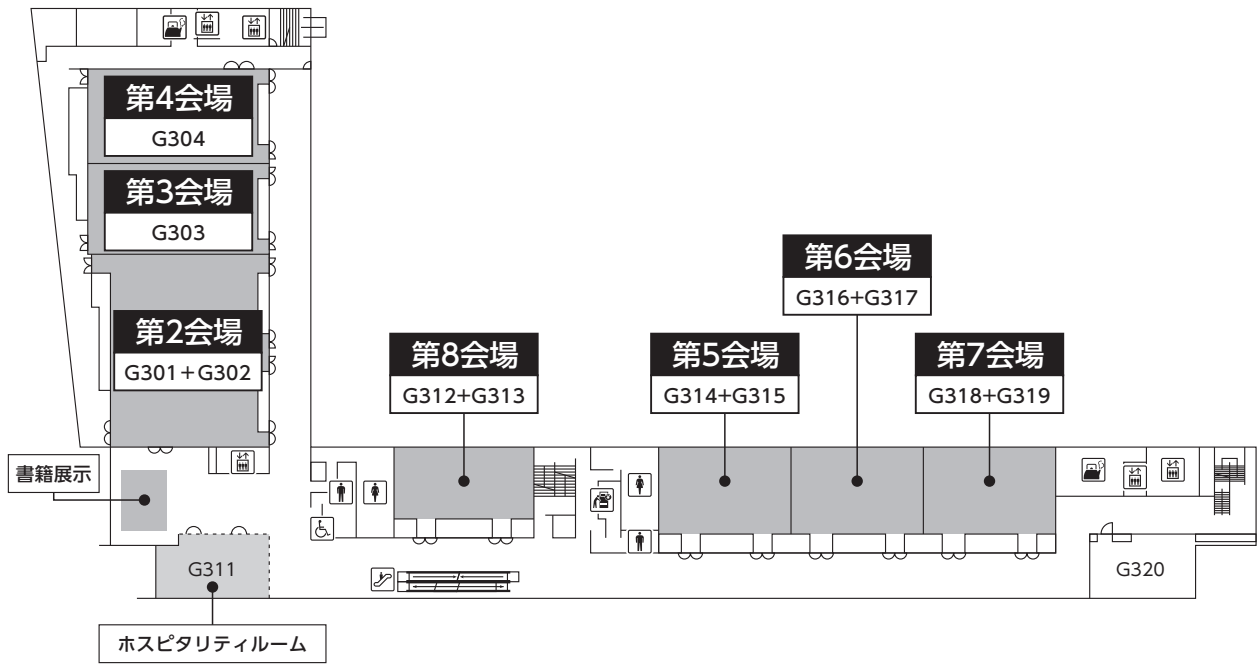 第4会場
G304
第3会場
G303
第2会場
G301+G302
第6会場
G316+G317
第8会場
G312+G313
第5会場
G314+G315
第7会場
G318+G319
書籍展示
G311
G320
ホスピタリティルーム